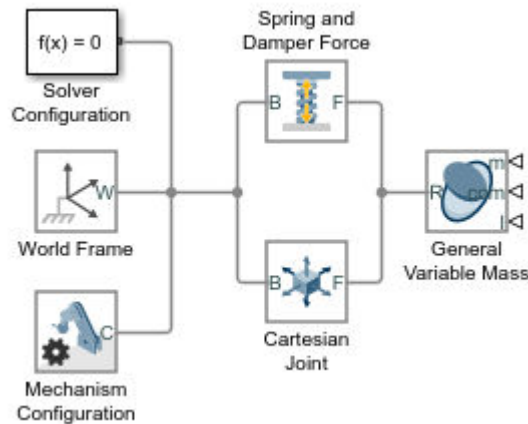 f(x) = 0
Solver
Configuration
W
World Frame
C
Mechanism
Configuration
Spring and
Damper Force
B
F
B
F
Cartesian
Joint
R
m
com
I
General
Variable Mass